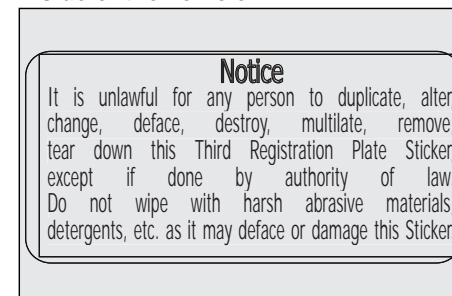 Notice
It is unlawful for any person to duplicate, alter
change, deface, destroy, multilate, remove
tear down this Third Registration Plate Sticker
except if done by authority of law
Do not wipe with harsh abrasive materials
detergents, etc. as it may deface or damage this Sticker